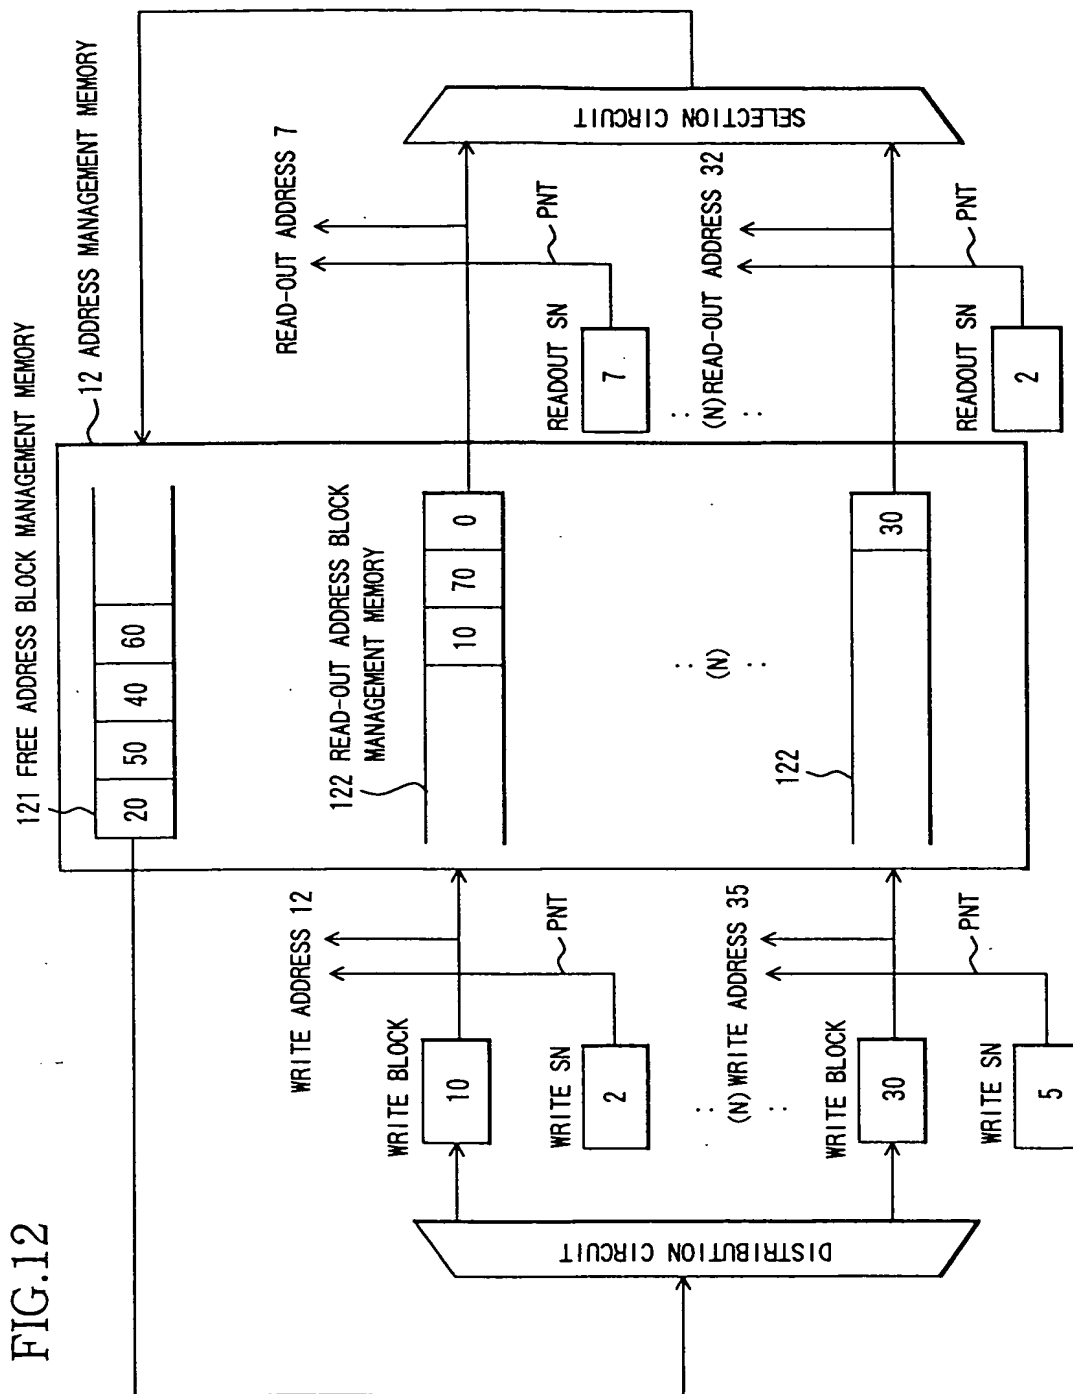 FIG.12
121 FREE ADDRESS BLOCK MANAGEMENT MEMORY
12 ADDRESS MANAGEMENT MEMORY
20 50 40 60
WRITE ADDRESS 12
WRITE BLOCK
10
PNT
WRITE SN
2
122 READ-OUT ADDRESS BLOCK
MANAGEMENT MEMORY
10 70 0
READ-OUT ADDRESS 7
PNT
READOUT SN
7
DISTRIBUTION CIRCUIT
SELECTION CIRCUIT
(N)
(N)WRITE ADDRESS 35
WRITE BLOCK
30
PNT
WRITE SN
5
122
30
(N)READ-OUT ADDRESS 32
PNT
READOUT SN
2